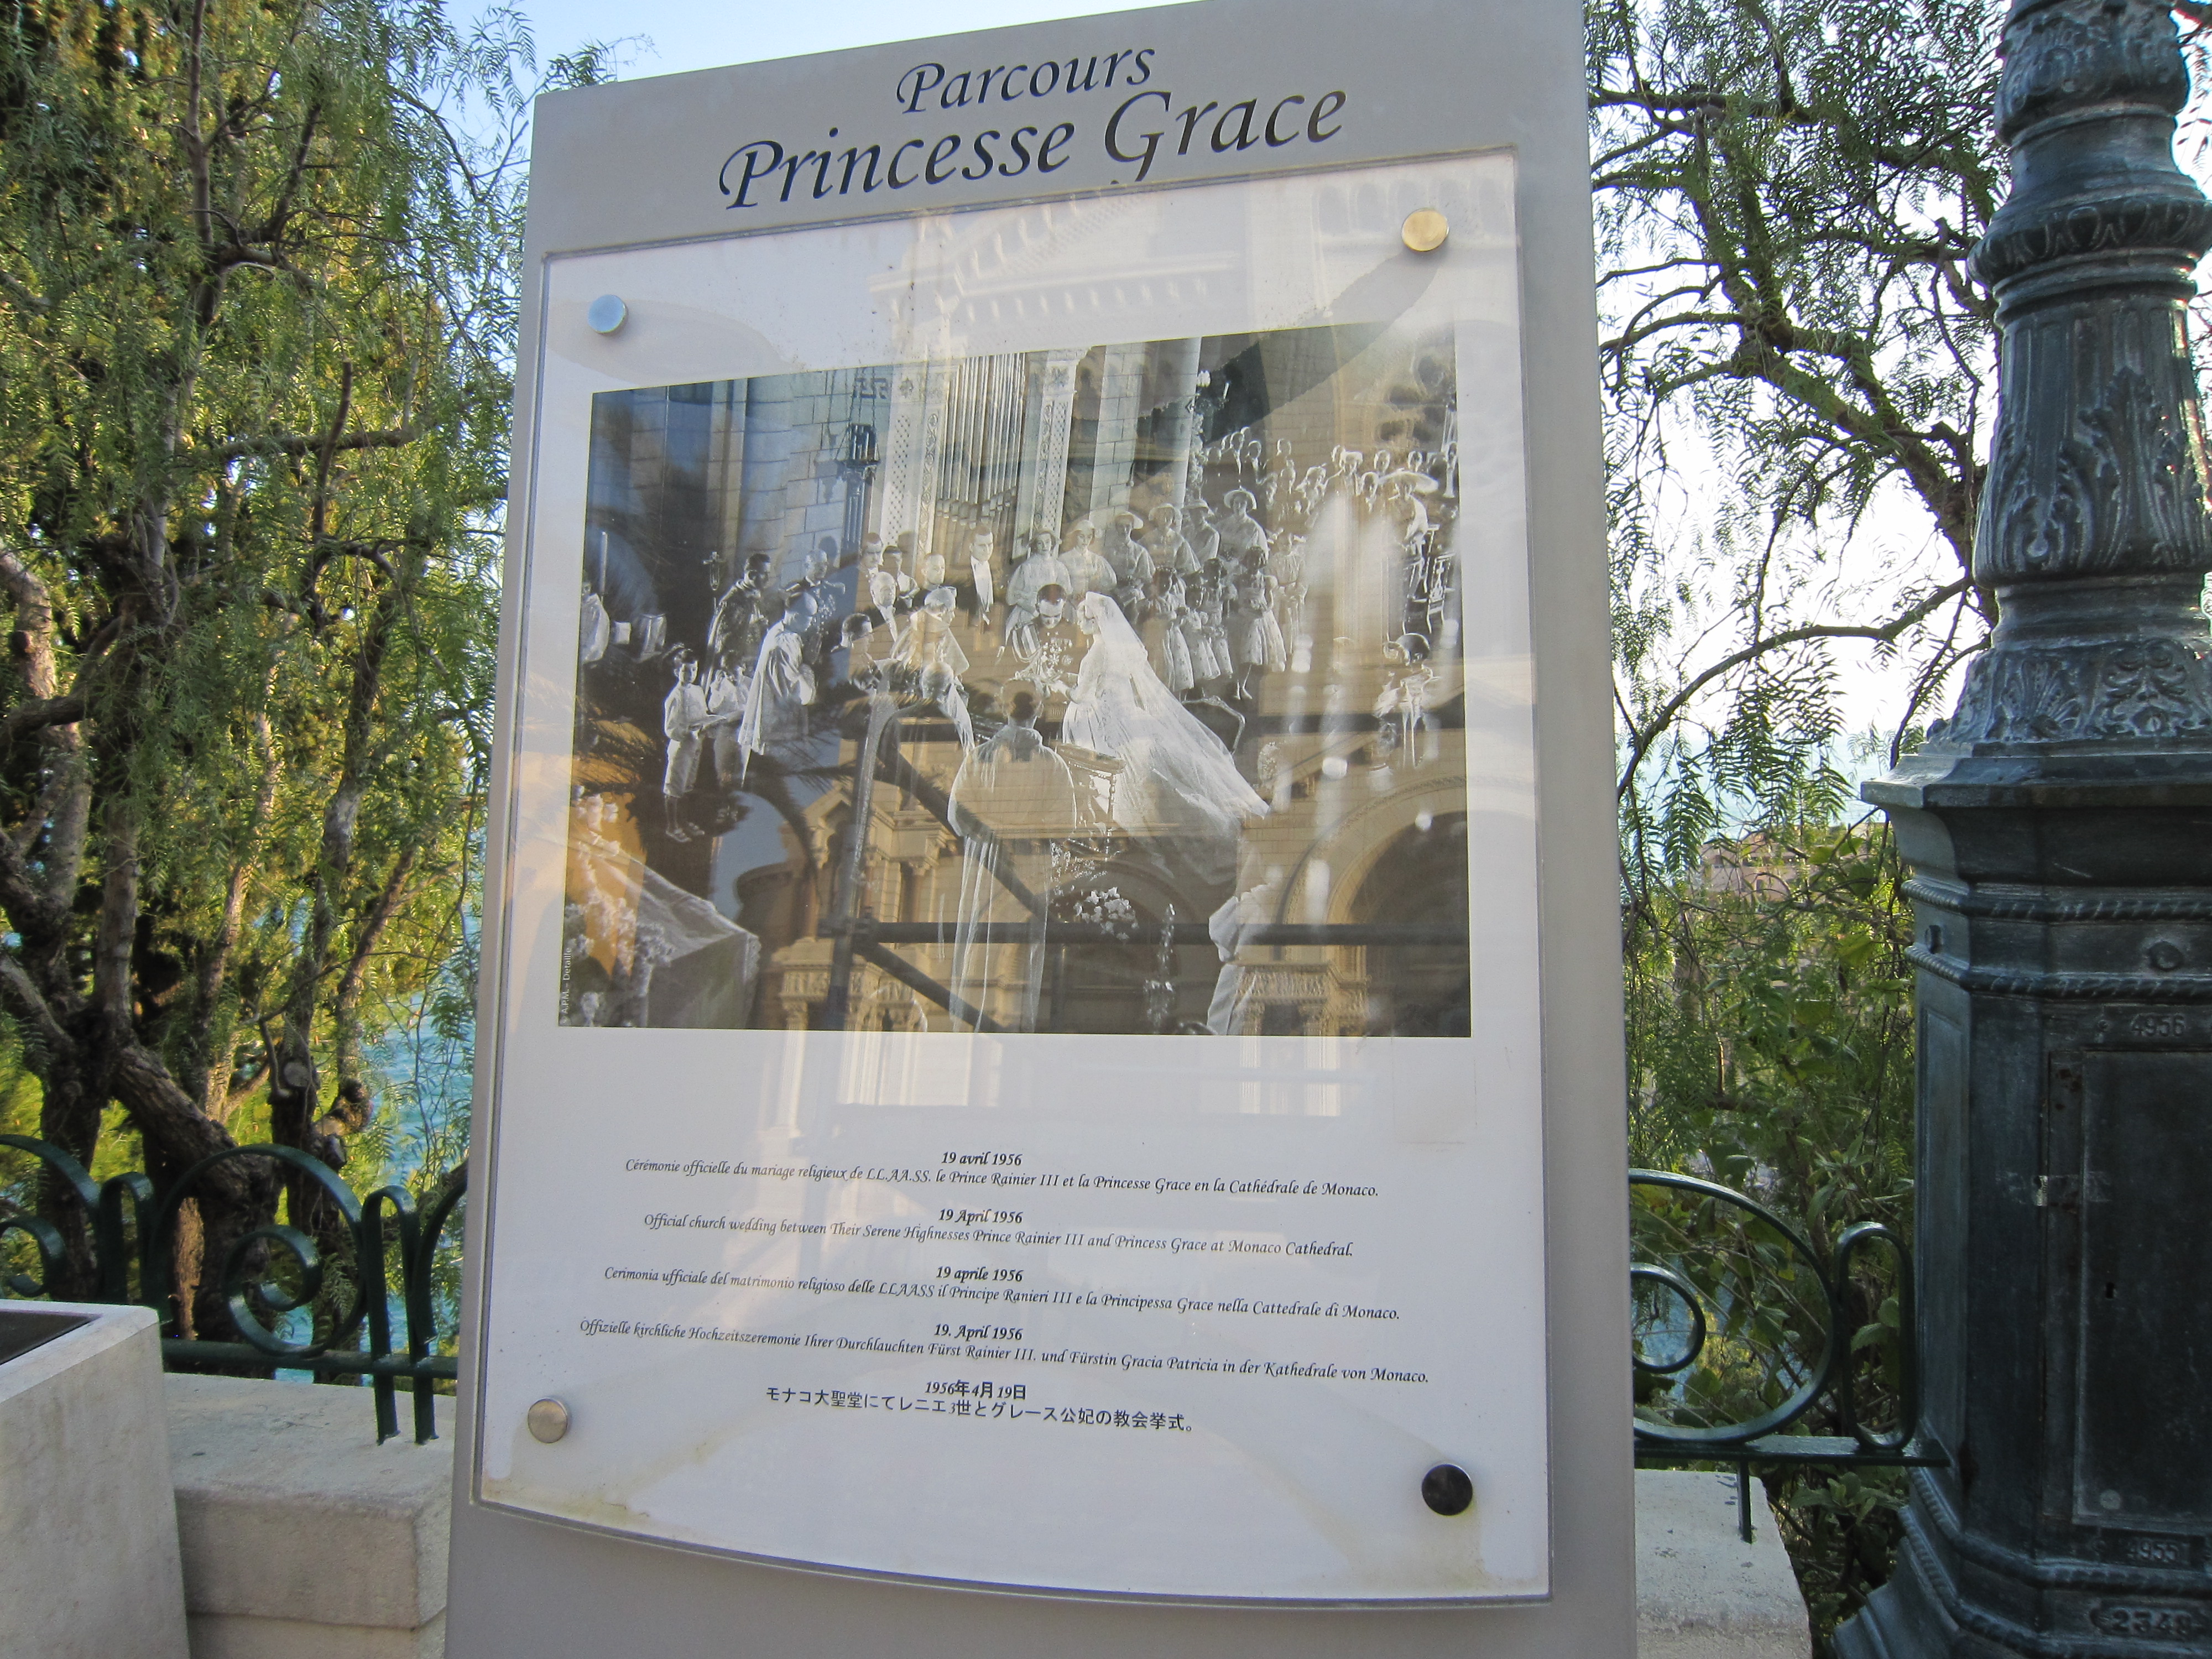 Parcours
Princesse Grace
© A.P.M. - Detaille
19 avril 1956
Cérémonie officielle du mariage religieux de LL.AA.SS. le Prince Rainier III et la Princesse Grace en la Cathédrale de Monaco.
19 April 1956
Official church wedding between Their Serene Highnesses Prince Rainier III and Princess Grace at Monaco Cathedral.
19 aprile 1956
Cerimonia ufficiale del matrimonio religioso delle LLAASS il Principe Ranieri III e la Principessa Grace nella Cattedrale di Monaco.
19. April 1956
Offizielle kirchliche Hochzeitszeremonie Ihrer Durchlauchten Fürst Rainier III. und Fürstin Gracia Patricia in der Kathedrale von Monaco.
1956年4月19日
モナコ大聖堂にてレニエ3世とグレース公妃の教会挙式。
4956
4955
2348